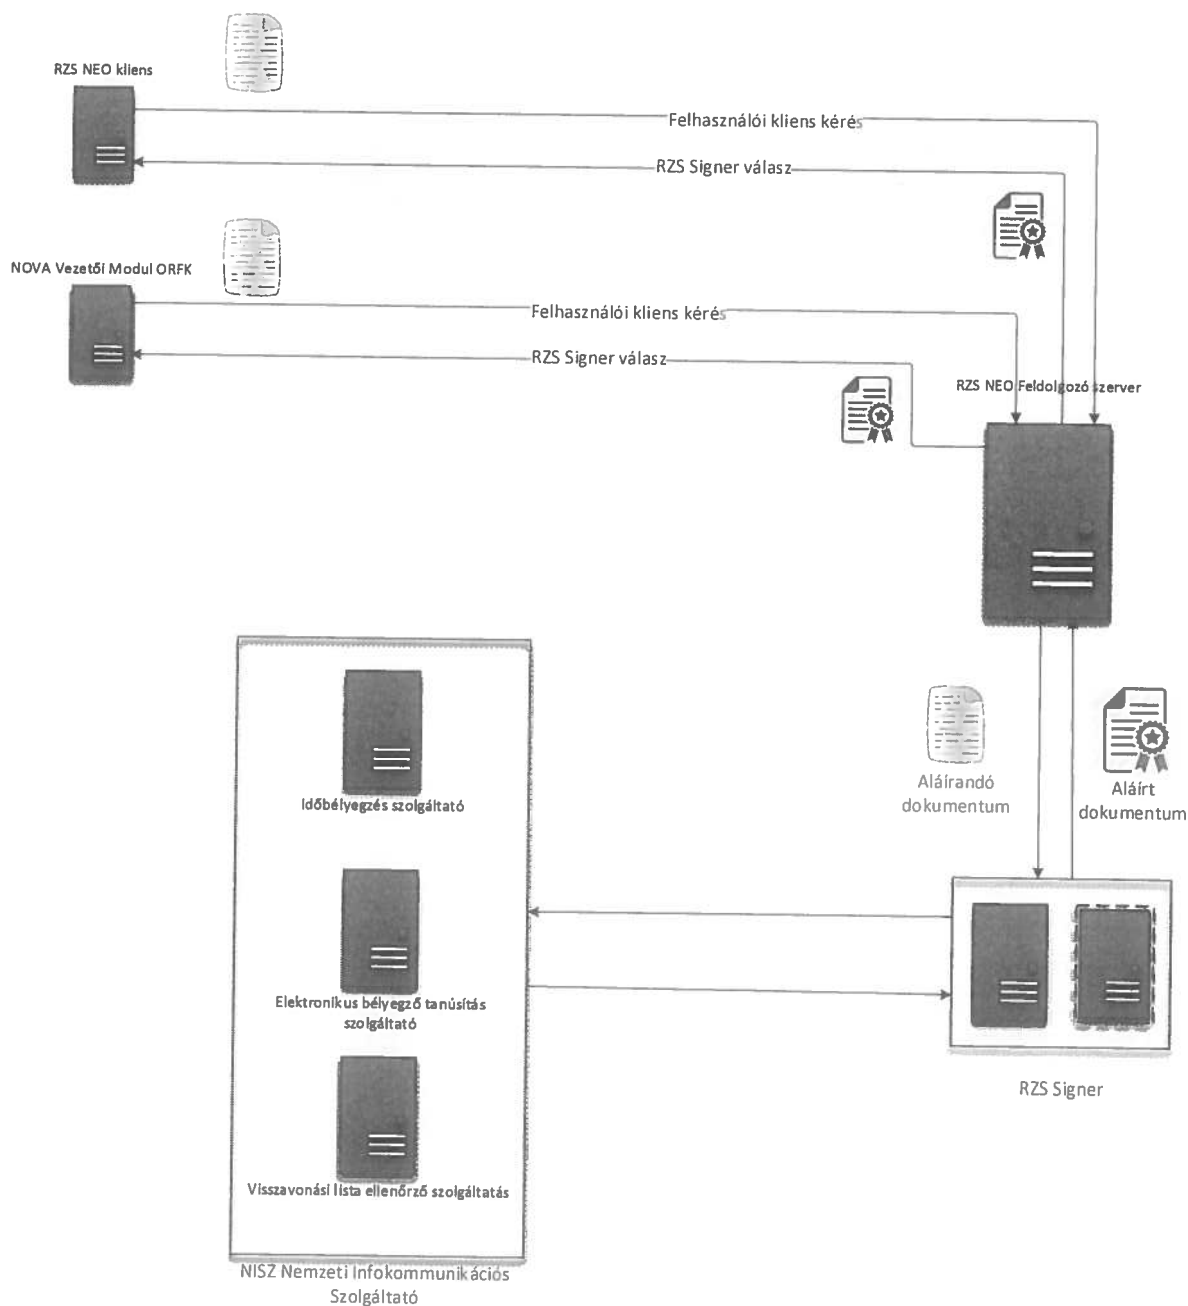 RZS NEO kliens
Felhasználói kliens kérés
RZS Signer válasz
NOVA Vezetői Modul ORFK
Felhasználói kliens kérés
RZS Signer válasz
RZS NEO Feldolgozó szerver
Időbélyegzés szolgáltató
Aláírandó
dokumentum
Aláírt
dokumentum
Elektronikus bélyegző tanúsítás
szolgáltató
RZS Signer
Visszavonási lista ellenőrző szolgáltatás
NISZ Nemzeti Infokommunikációs
Szolgáltató